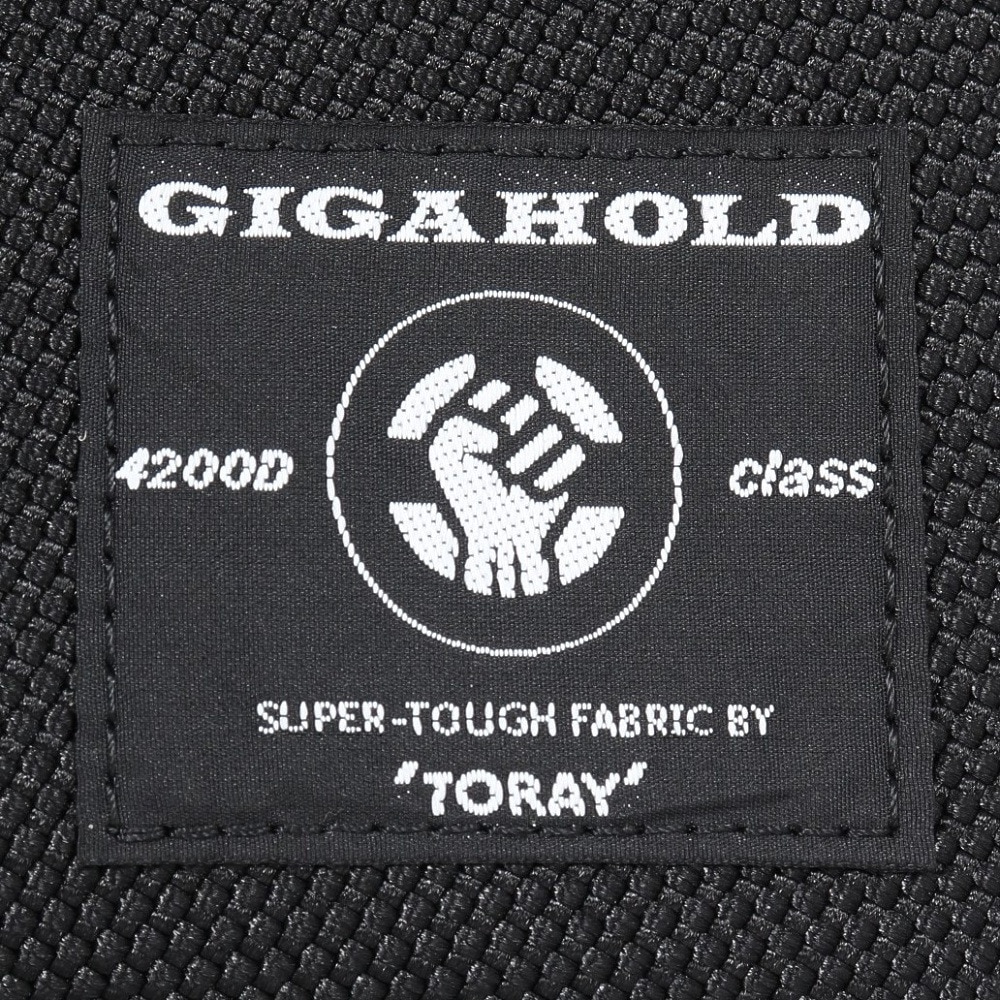 GIGAHOLD
4200D class
SUPER-TOUGH FABRIC BY
"TORAY"